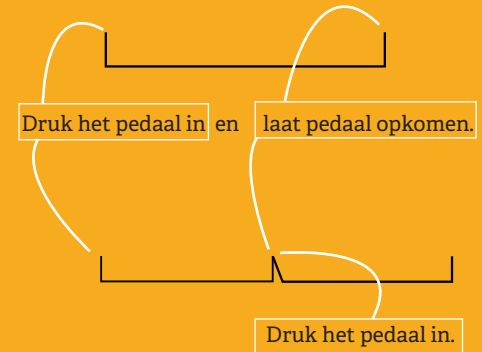 Druk het pedaal in en laat pedaal opkomen.
Druk het pedaal in.